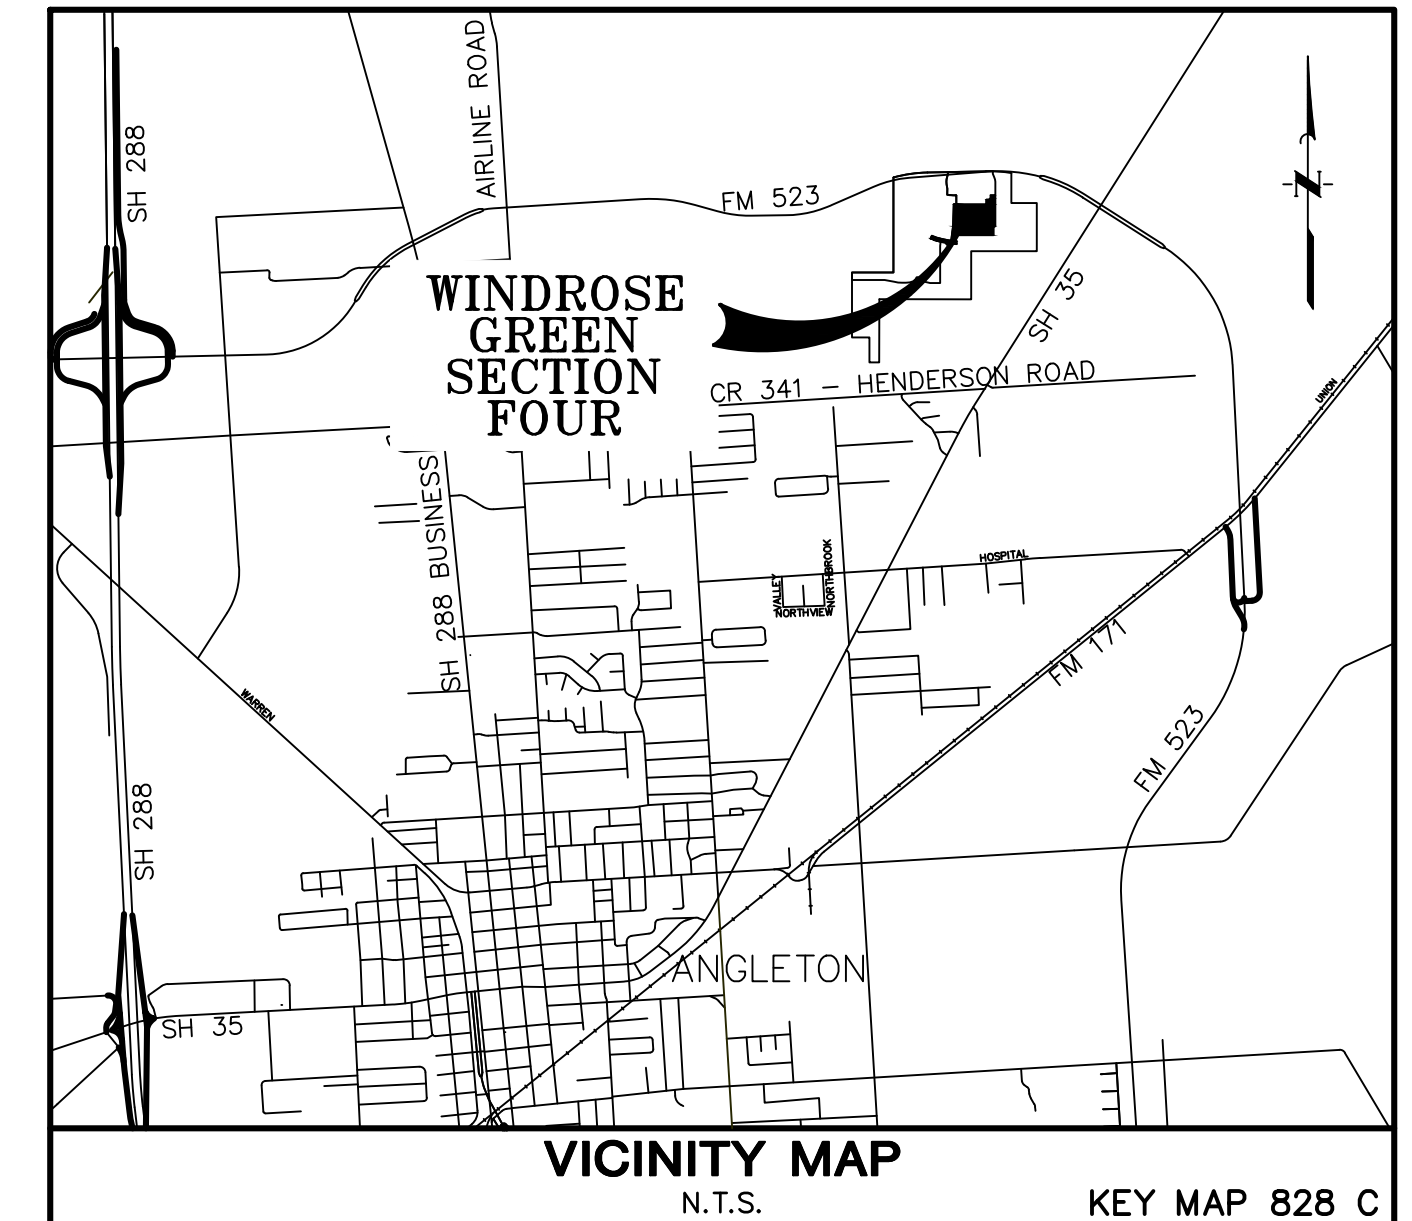 AIRLINE ROAD
SH 288
FM 523
N
WINDROSE
GREEN
SECTION
FOUR
SH 35
CR 341 - HENDERSON ROAD
UNION
SH 288 BUSINESS
HOSPITAL
VALLEY
NORTHBROOK
NORTHVIEW
FM 171
WARREN
FM 523
SH 288
ANGLETON
SH 35
VICINITY MAP
N.T.S.
KEY MAP 828 C